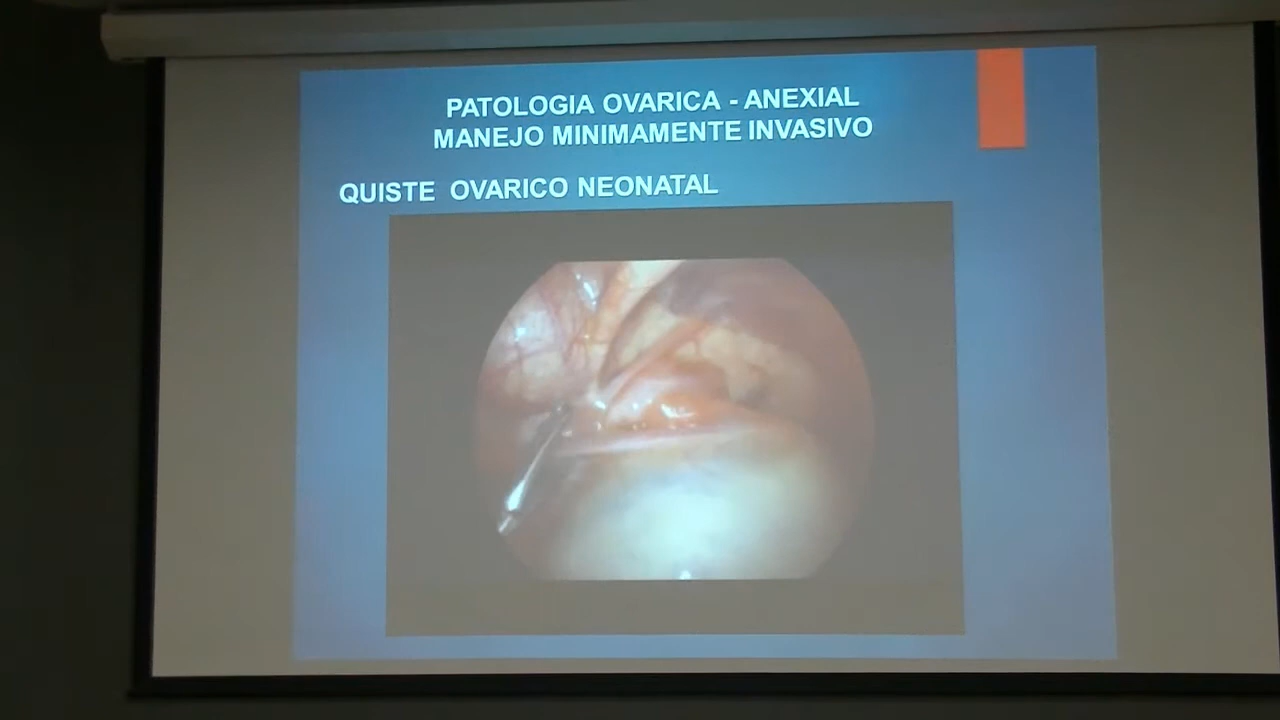 PATOLOGIA OVARICA - ANEXIAL
MANEJO MINIMAMENTE INVASIVO
QUISTE OVARICO NEONATAL